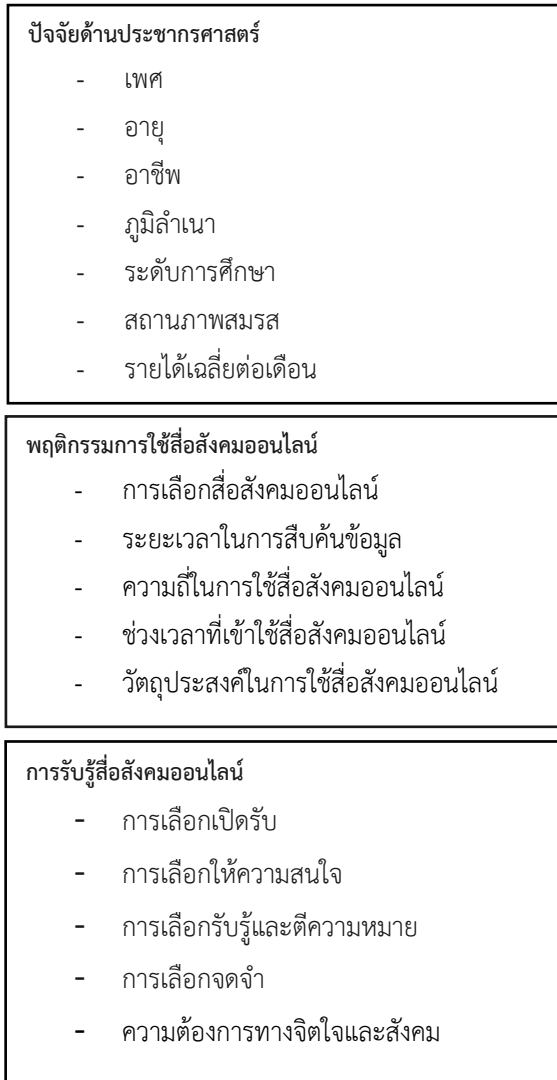 ปัจจัยด้านประชากรศาสตร์
- เพศ
- อายุ
- อาชีพ
- ภูมิลำเนา
- ระดับการศึกษา
- สถานภาพสมรส
- รายได้เฉลี่ยต่อเดือน
พฤติกรรมการใช้สื่อสังคมออนไลน์
- การเลือกสื่อสังคมออนไลน์
- ระยะเวลาในการสืบค้นข้อมูล
- ความถี่ในการใช้สื่อสังคมออนไลน์
- ช่วงเวลาที่เข้าใช้สื่อสังคมออนไลน์
- วัตถุประสงค์ในการใช้สื่อสังคมออนไลน์
การรับรู้สื่อสังคมออนไลน์
- การเลือกเปิดรับ
- การเลือกให้ความสนใจ
- การเลือกรับรู้และตีความหมาย
- การเลือกจดจำ
- ความต้องการทางจิตใจและสังคม